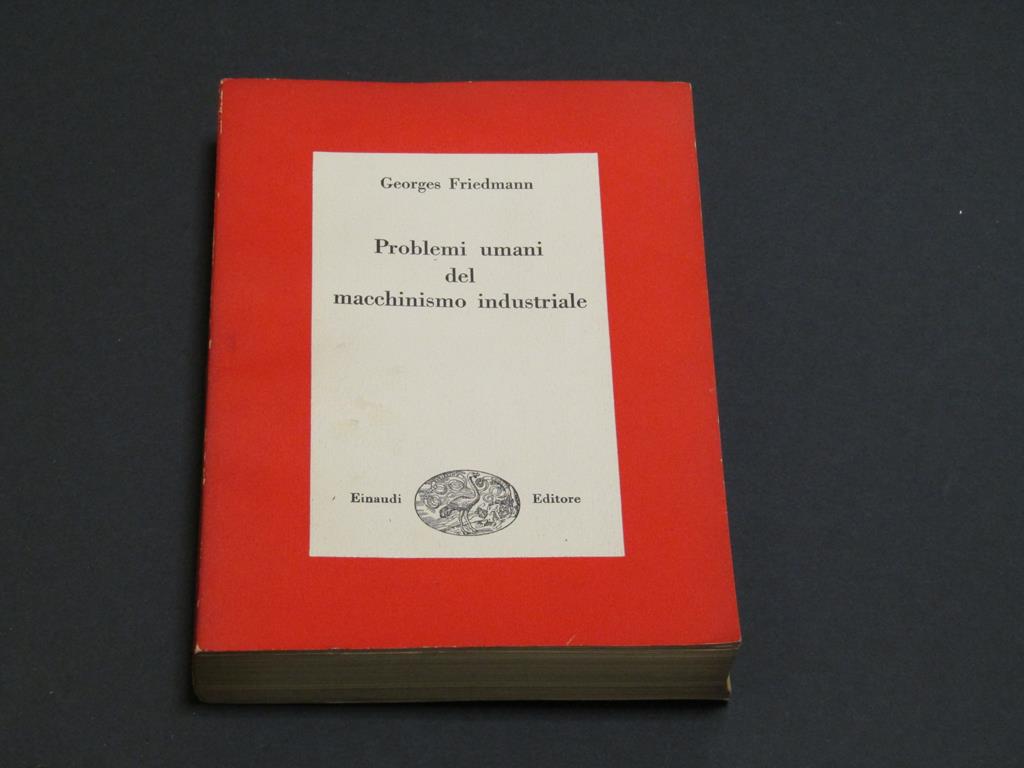 Georges Friedmann
Problemi umani
del
macchinismo industriale
Einaudi Editore